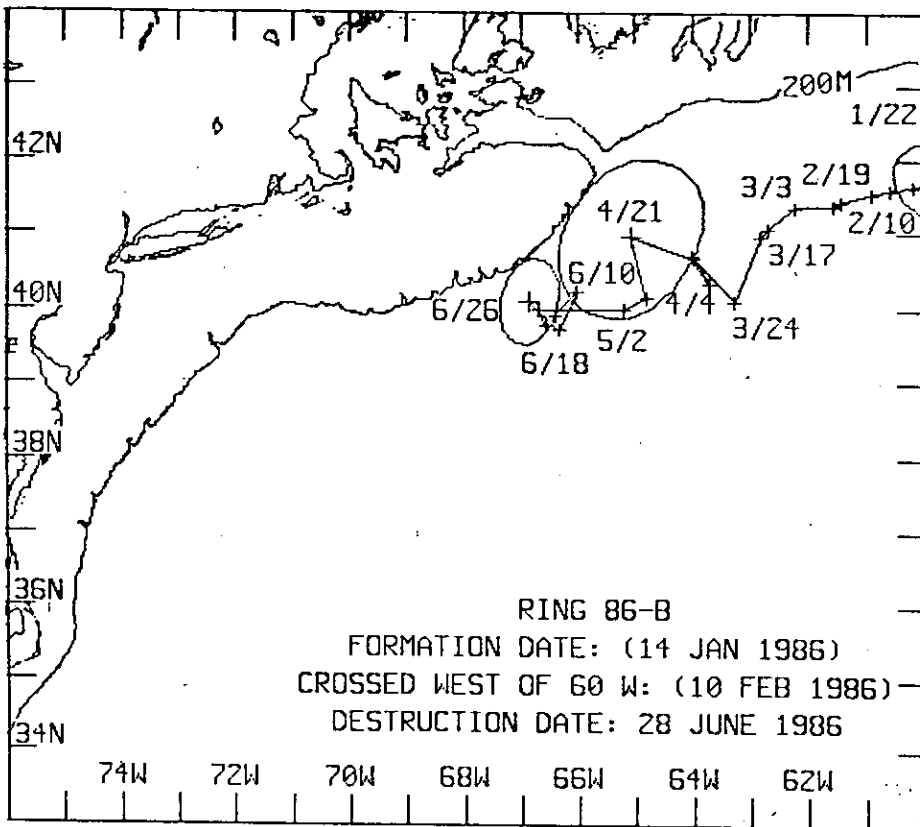 200M
1/22
42N
3/3
2/19
4/21
2/10
3/17
6/10
40N
6/26
4/4
3/24
5/2
6/18
38N
36N
RING 86-B
FORMATION DATE: (14 JAN 1986)
CROSSED WEST OF 60 W: (10 FEB 1986)
DESTRUCTION DATE: 28 JUNE 1986
34N
74W 72W 70W 68W 66W 64W 62W